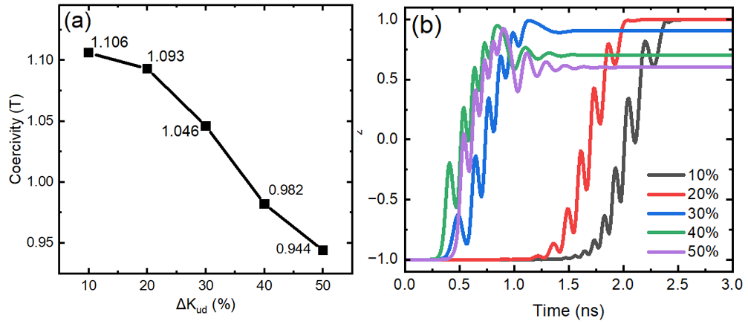 (a)
1.106
1.093
1.046
0.982
0.944
1.10
1.05
1.00
0.95
Coercivity (T)
10 20 30 40 50
ΔKud (%)
(b)
1.0
0.5
0.0
−0.5
−1.0
z
10%
20%
30%
40%
50%
0.0 0.5 1.0 1.5 2.0 2.5 3.0
Time (ns)